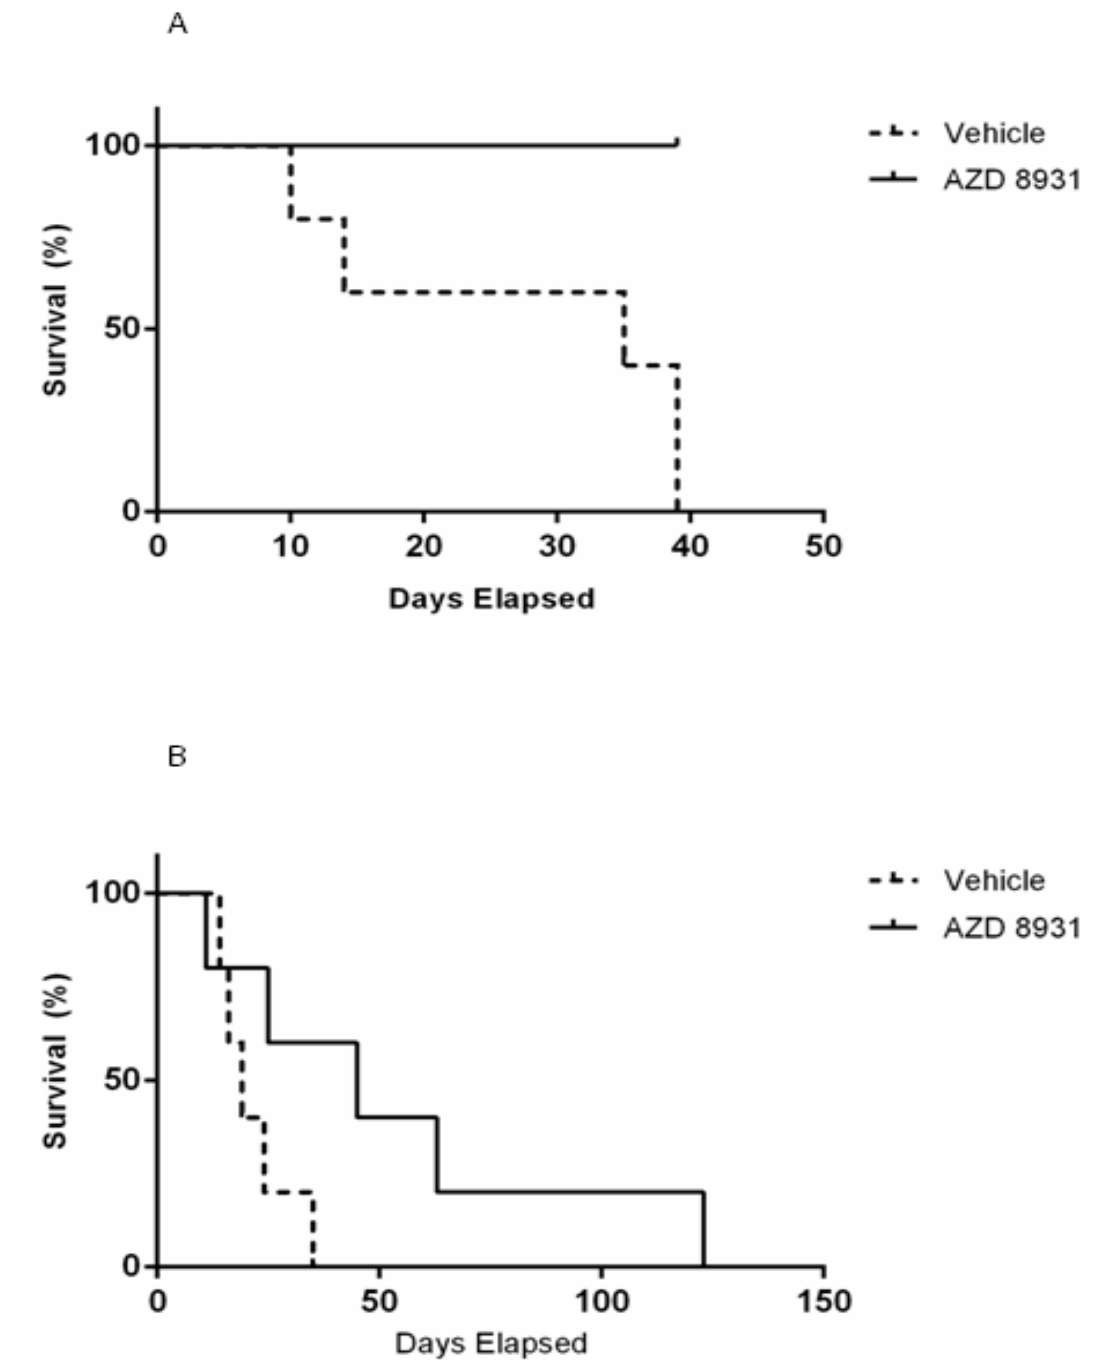 A
100
50
0
Survival (%)
0 10 20 30 40 50
Days Elapsed
Vehicle
AZD 8931
B
100
50
0
Survival (%)
0 50 100 150
Days Elapsed
Vehicle
AZD 8931